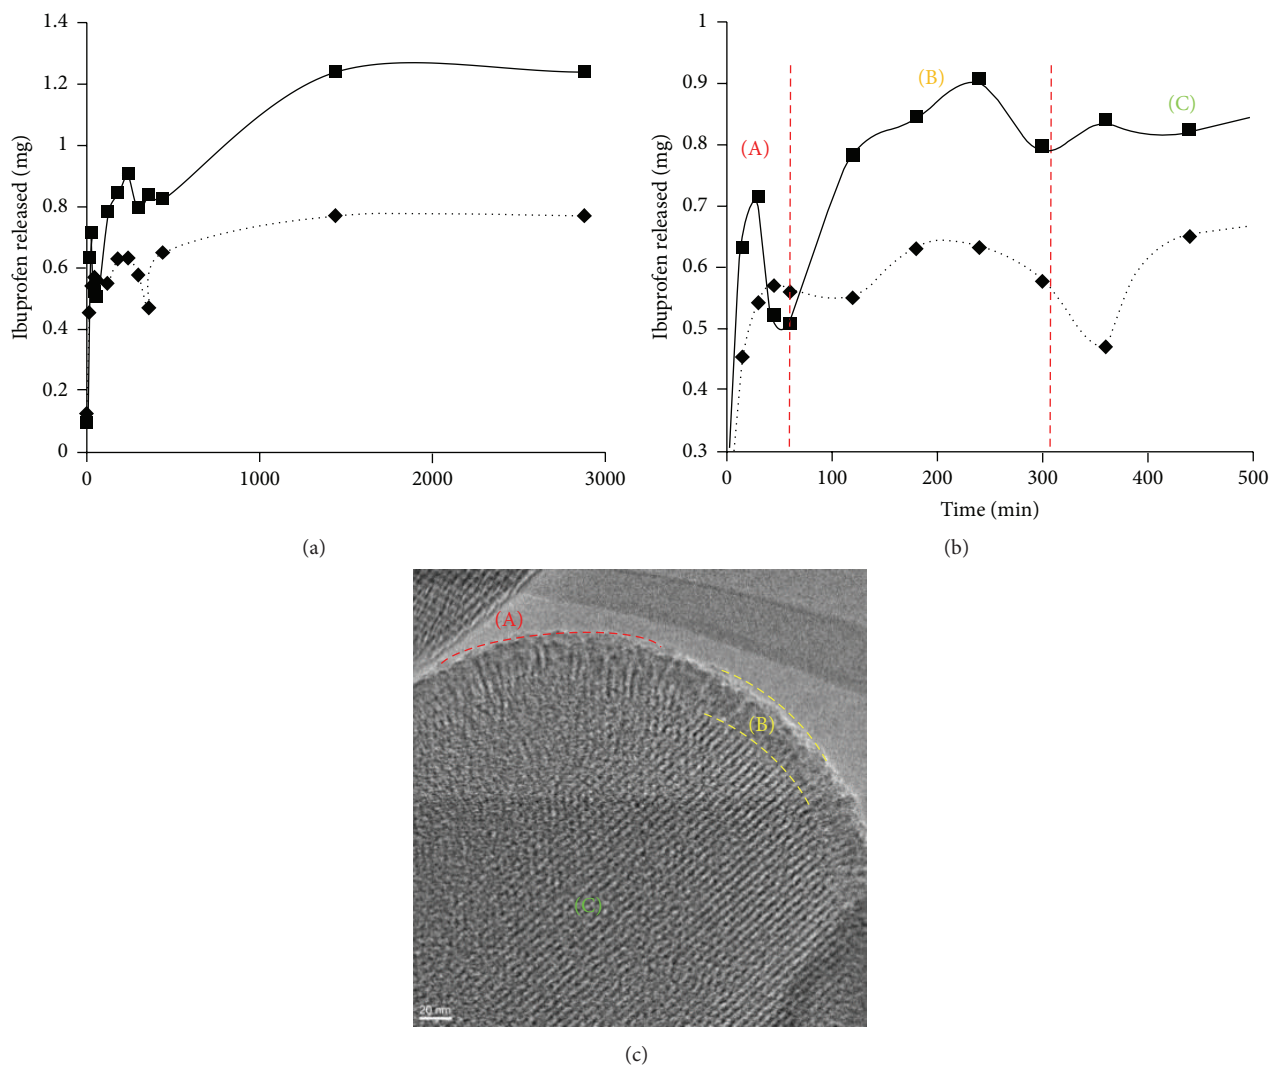 Ibuprofen released (mg)
1.4
1.2
1
0.8
0.6
0.4
0.2
0
0 1000 2000 3000
(a)
Ibuprofen released (mg)
1
0.9
0.8
0.7
0.6
0.5
0.4
0.3
(A)
(B)
(C)
0 100 200 300 400 500
Time (min)
(b)
(A)
(B)
(C)
20 nm
(c)